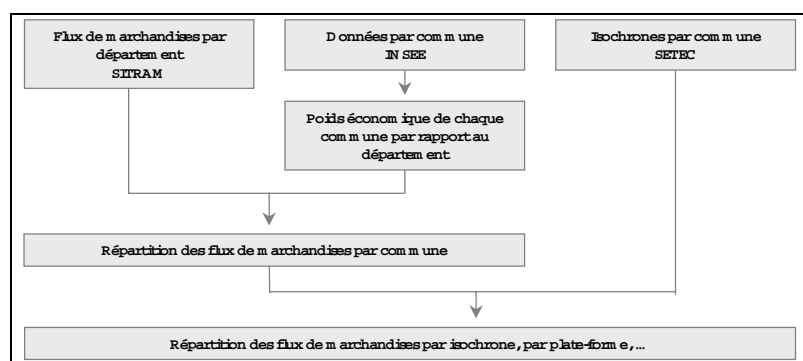 Flux de marchandises par
département
SITRAM
Données par commune
INSEE
Isochrones par commune
SETEC
Poids économique de chaque
commune par rapport au
département
Répartition des flux de marchandises par commune
Répartition des flux de marchandises par isochrone, par plate-forme,...